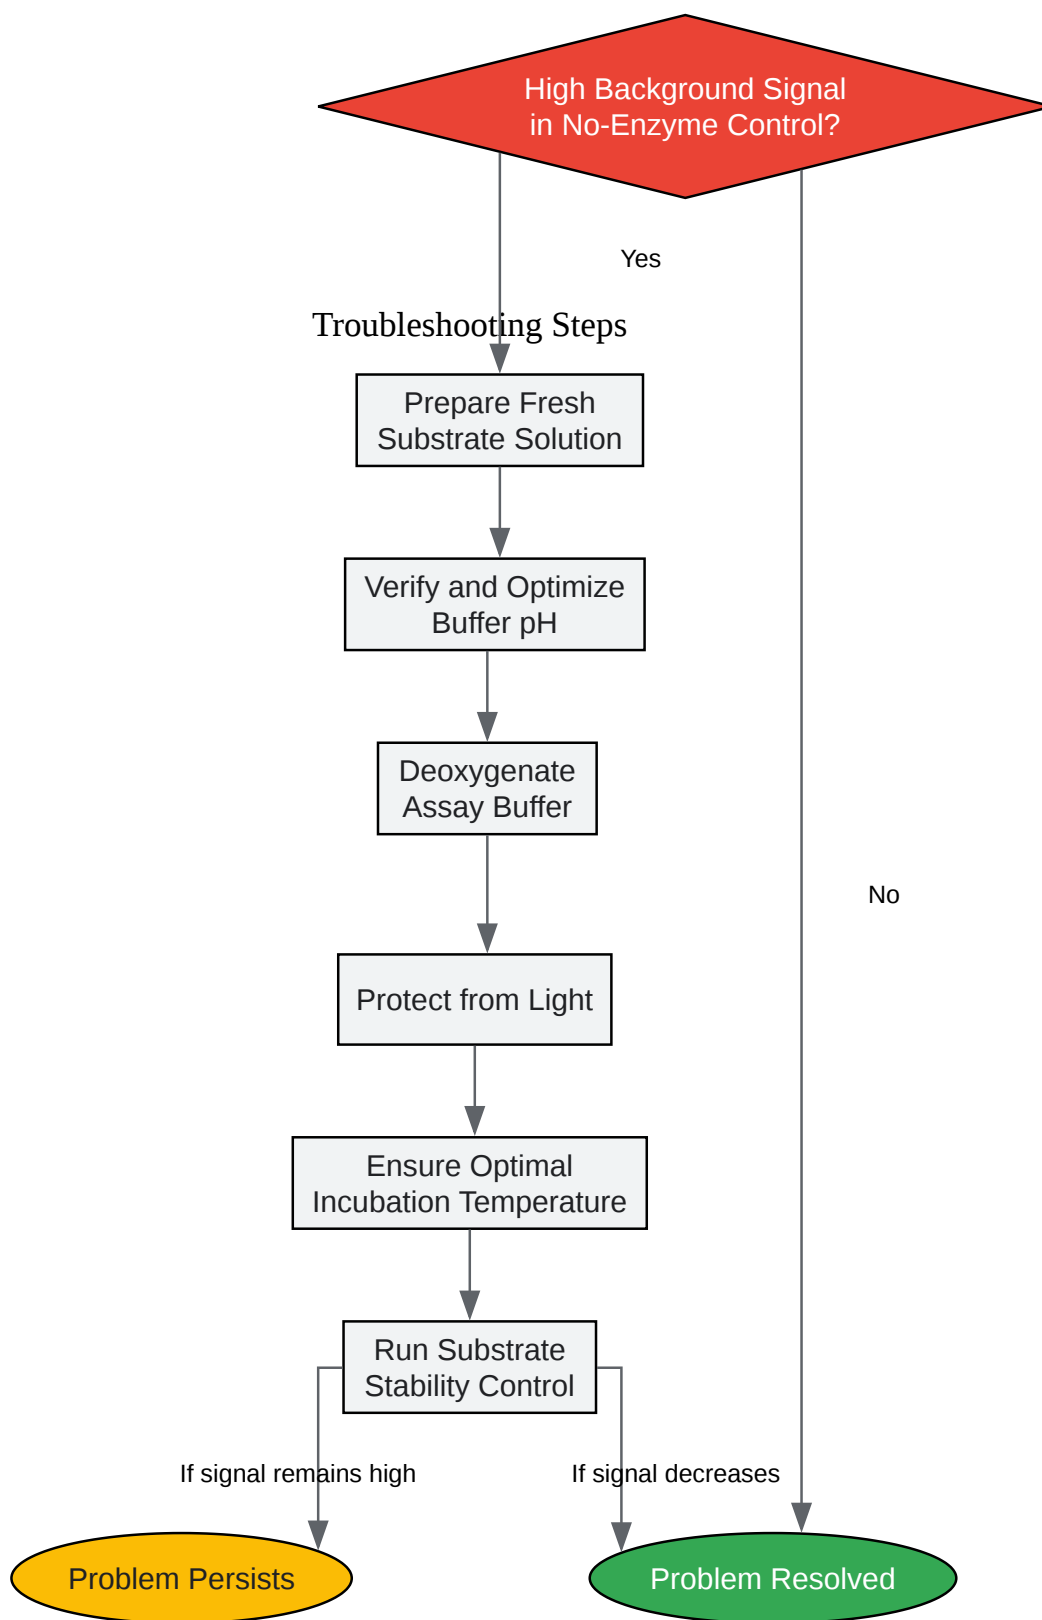 High Background Signal
in No-Enzyme Control?
Yes
Troubleshooting Steps
Prepare Fresh
Substrate Solution
Verify and Optimize
Buffer pH
Deoxygenate
Assay Buffer
No
Protect from Light
Ensure Optimal
Incubation Temperature
Run Substrate
Stability Control
If signal remains high
If signal decreases
Problem Persists
Problem Resolved